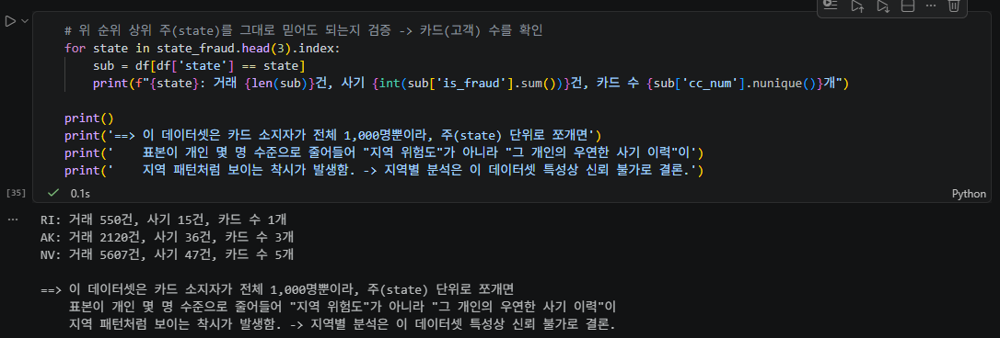 # 위 순위 상위 주(state)를 그대로 믿어도 되는지 검증 -> 카드(고객) 수를 확인
for state in state_fraud.head(3).index:
    sub = df[df['state'] == state]
    print(f"{state}: 거래 {len(sub)}건, 사기 {int(sub['is_fraud'].sum())}건, 카드 수 {sub['cc_num'].nunique()}개")
print()
print('==> 이 데이터셋은 카드 소지자가 전체 1,000명뿐이라, 주(state) 단위로 쪼개면')
print('    표본이 개인 몇 명 수준으로 줄어들어 "지역 위험도"가 아니라 "그 개인의 우연한 사기 이력"이')
print('    지역 패턴처럼 보이는 착시가 발생함. -> 지역별 분석은 이 데이터셋 특성상 신뢰 불가로 결론.')
[35]
0.1s
Python
RI: 거래 550건, 사기 15건, 카드 수 1개
AK: 거래 2120건, 사기 36건, 카드 수 3개
NV: 거래 5607건, 사기 47건, 카드 수 5개
==> 이 데이터셋은 카드 소지자가 전체 1,000명뿐이라, 주(state) 단위로 쪼개면
    표본이 개인 몇 명 수준으로 줄어들어 "지역 위험도"가 아니라 "그 개인의 우연한 사기 이력"이
    지역 패턴처럼 보이는 착시가 발생함. -> 지역별 분석은 이 데이터셋 특성상 신뢰 불가로 결론.